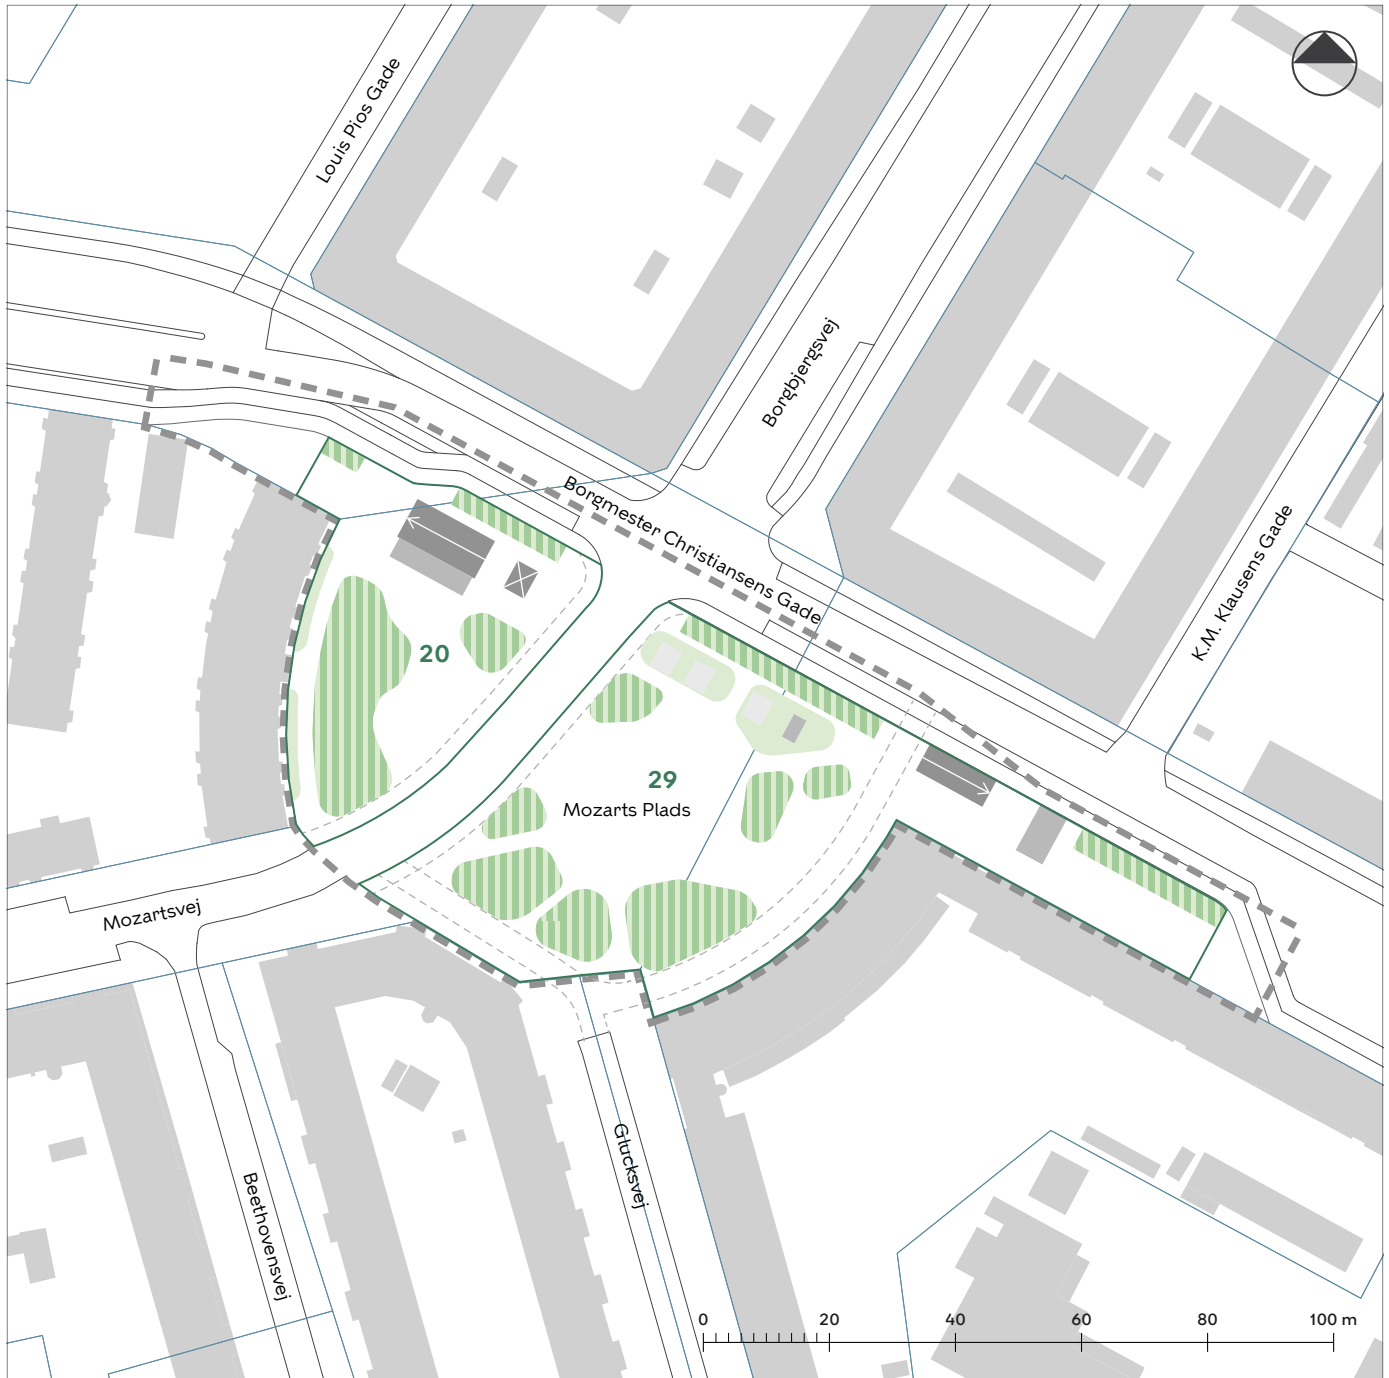 Louis Pios Gade
Borgbjergsvej
Borgmester Christiansens Gade
K.M. Klausens Gade
20
29
Mozarts Plads
Mozartsvej
Beethovensvej
Glucksvej
0 20 40 60 80 100 m